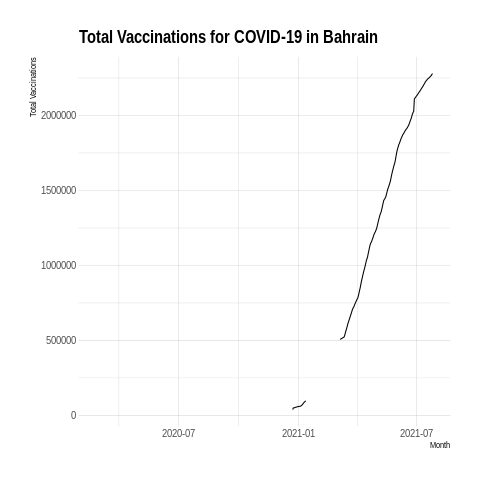 Total Vaccinations for COVID-19 in Bahrain
Total Vaccinations
2000000
1500000
1000000
500000
0
2020-07
2021-01
2021-07
Month